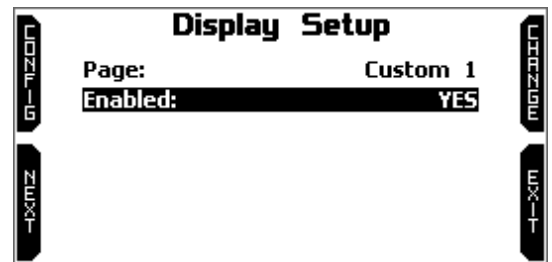 Display Setup
CONFIG
CHANGE
Page: Custom 1
Enabled: YES
NEXT
EXIT